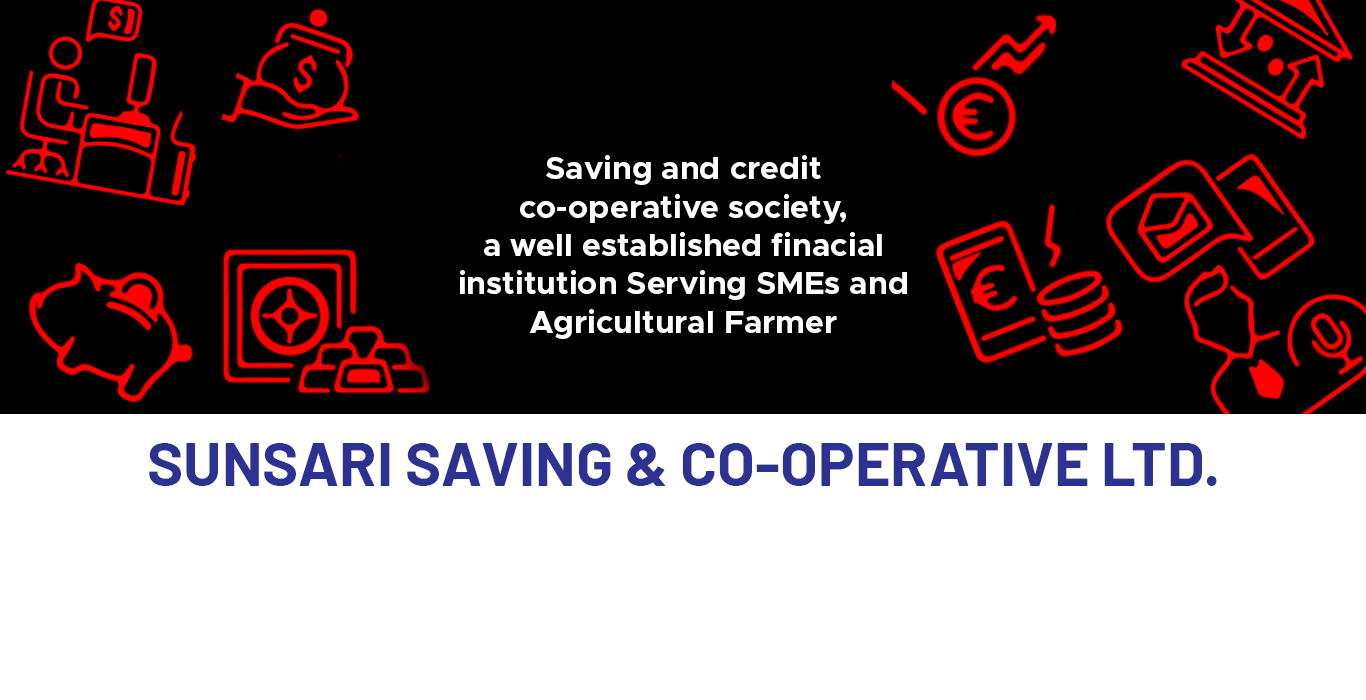 $
$
€
Saving and credit
co-operative society,
a well established finacial
institution Serving SMEs and
Agricultural Farmer
€
SUNSARI SAVING & CO-OPERATIVE LTD.